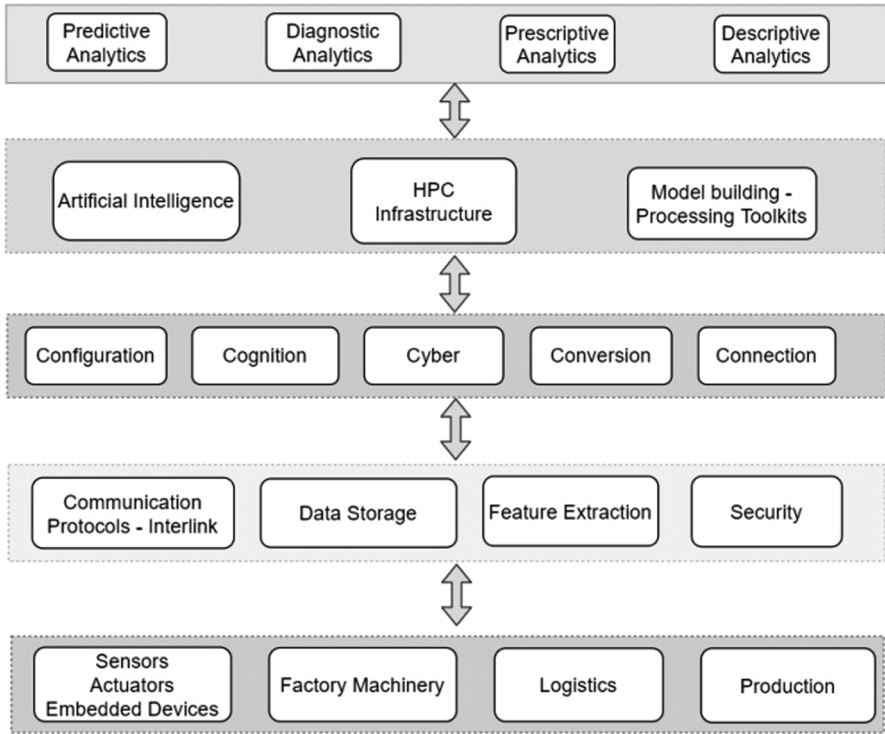 Predictive
Analytics
Diagnostic
Analytics
Prescriptive
Analytics
Descriptive
Analytics
Artificial Intelligence
HPC
Infrastructure
Model building -
Processing Toolkits
Configuration
Cognition
Cyber
Conversion
Connection
Communication
Protocols - Interlink
Data Storage
Feature Extraction
Security
Sensors
Actuators
Embedded Devices
Factory Machinery
Logistics
Production